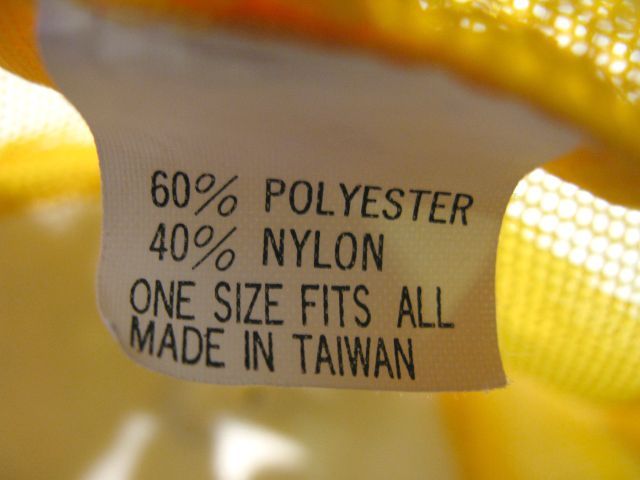 60% POLYESTER
40% NYLON
ONE SIZE FITS ALL
MADE IN TAIWAN